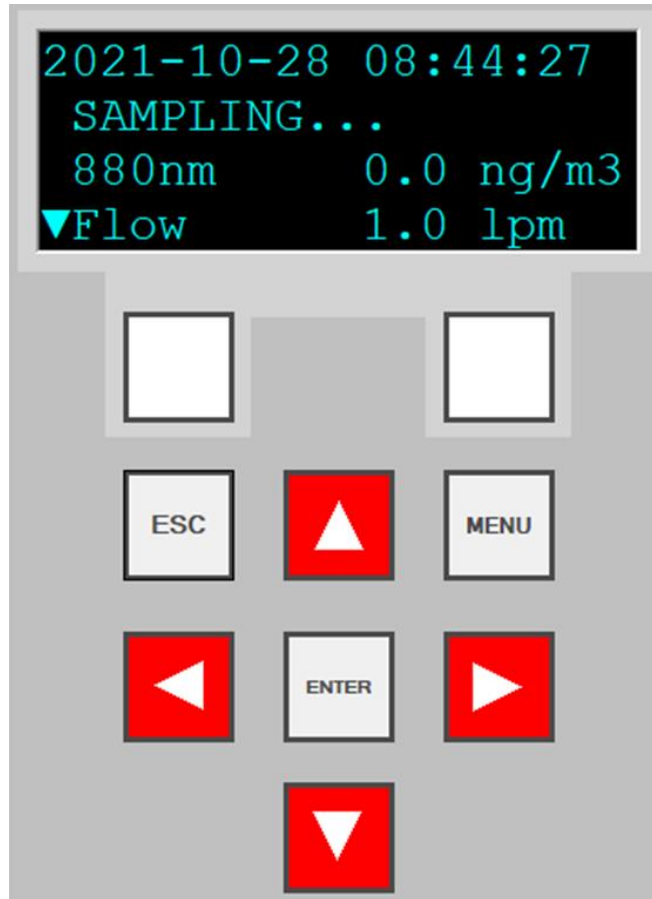 2021-10-28 08:44:27
SAMPLING...
880nm 0.0 ng/m3
▼Flow 1.0 lpm
ESC
MENU
ENTER